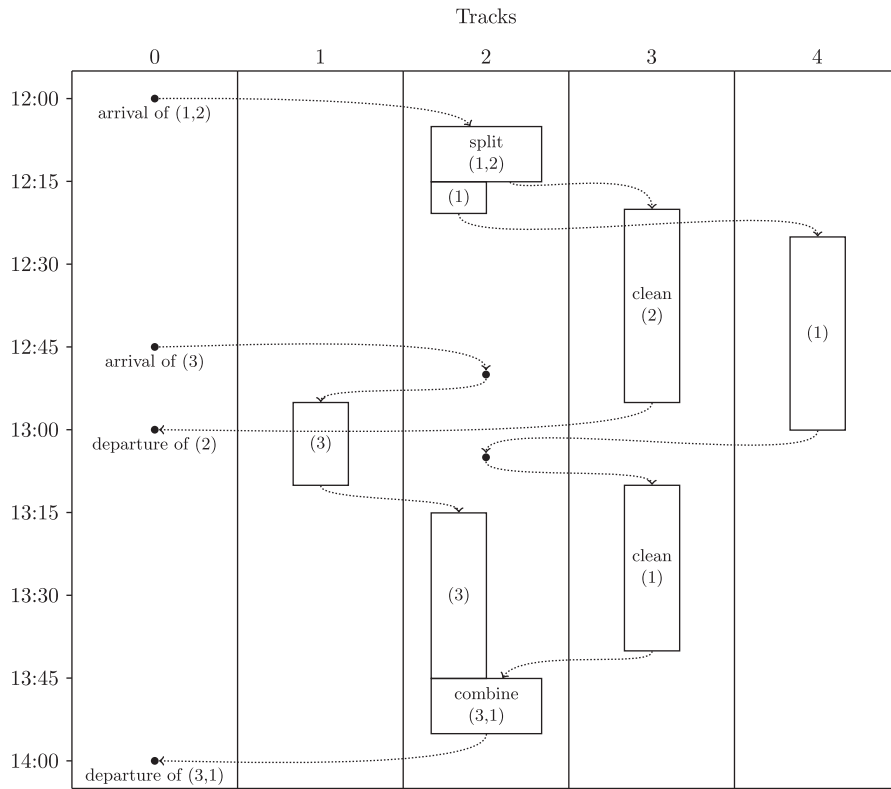 Tracks
0 1 2 3 4
12:00
arrival of (1,2)
split
(1,2)
12:15
(1)
12:30
clean
(2)
(1)
12:45
arrival of (3)
13:00
departure of (2)
(3)
13:15
clean
(1)
13:30
(3)
13:45
combine
(3,1)
14:00
departure of (3,1)